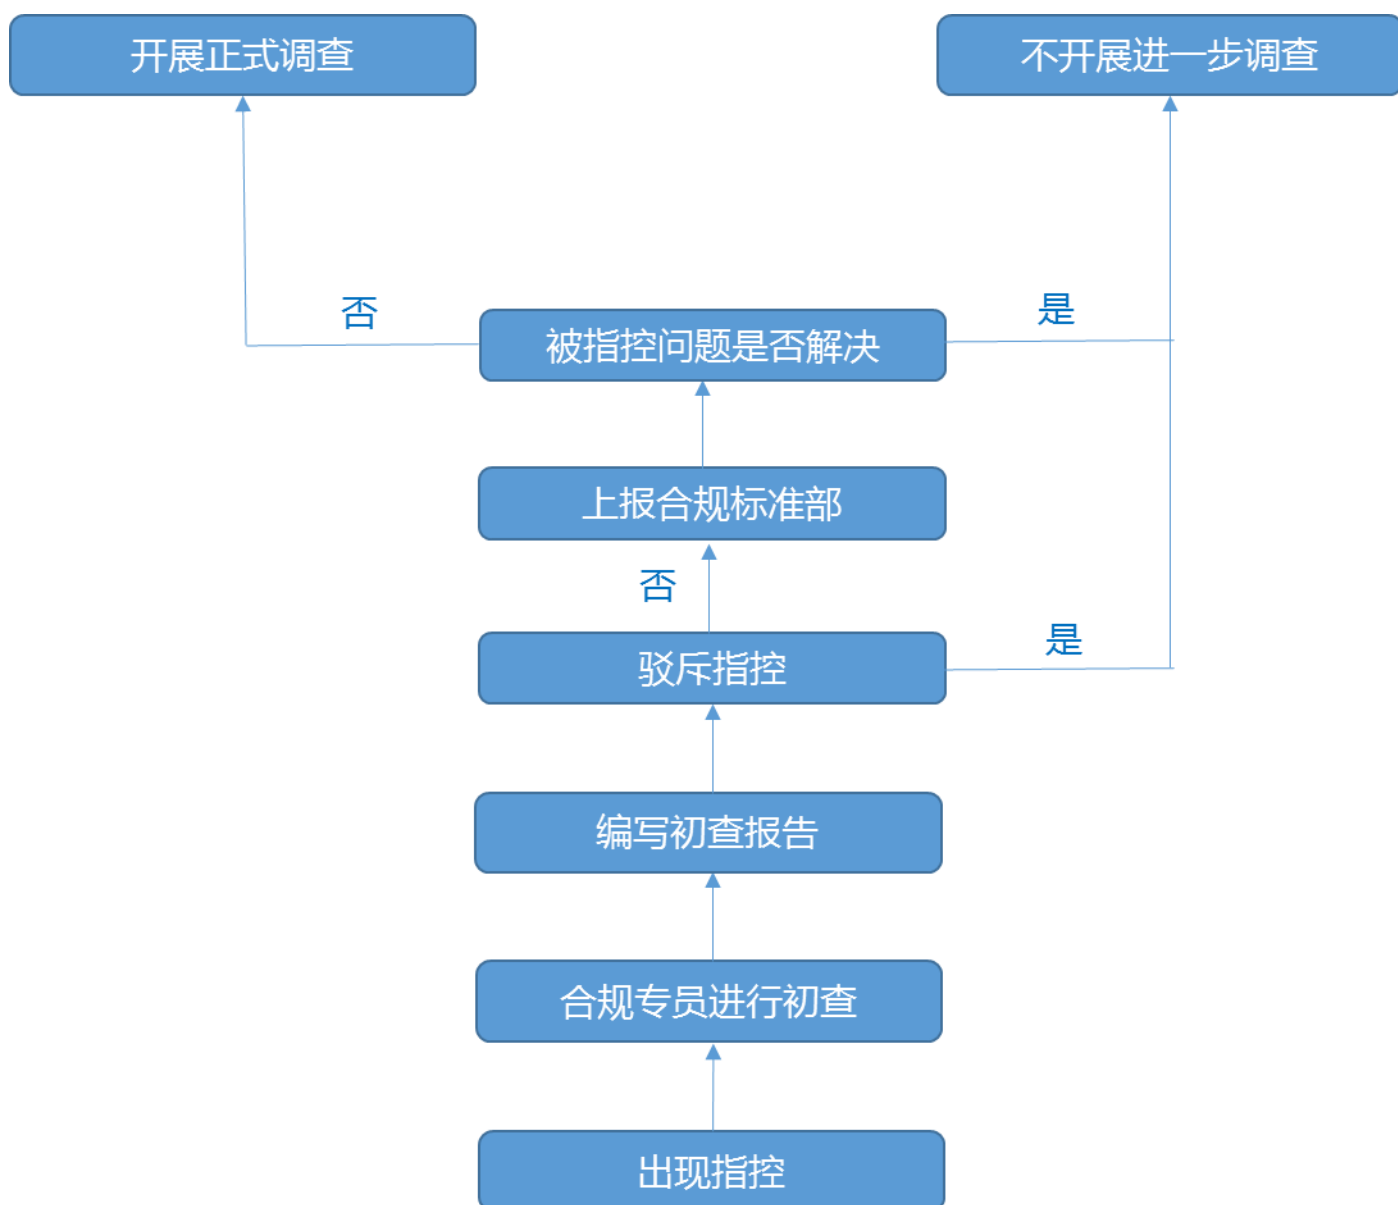 开展正式调查
不开展进一步调查
否
是
被指控问题是否解决
上报合规标准部
否
是
驳斥指控
编写初查报告
合规专员进行初查
出现指控